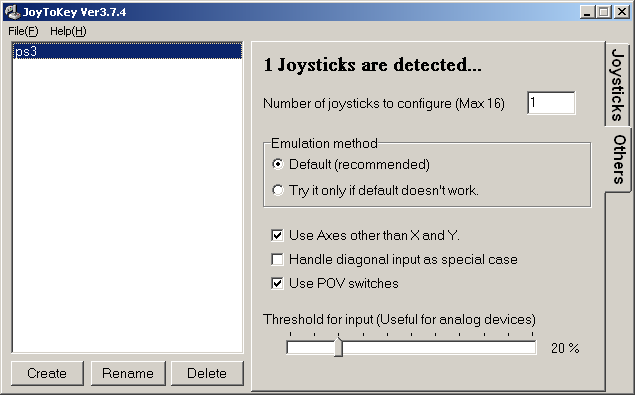 JoyToKey Ver3.7.4
File(F) Help(H)
ps3
1 Joysticks are detected...
Number of joysticks to configure (Max 16) 1
Emulation method
Default (recommended)
Try it only if default doesn't work.
Use Axes other than X and Y.
Handle diagonal input as special case
Use POV switches
Threshold for input (Useful for analog devices)
20 %
Create Rename Delete
Joysticks
Others